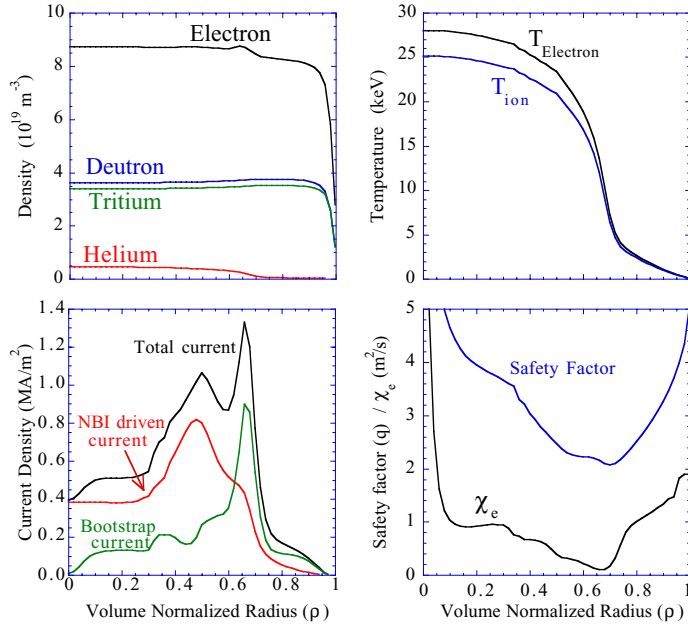 Electron
Deutron
Tritium
Helium
Density (10^19 m^-3)
10
8
6
4
2
0
0 0.2 0.4 0.6 0.8 1
T_Electron
T_ion
Temperature (keV)
30
25
20
15
10
5
0
0 0.2 0.4 0.6 0.8 1
Total current
NBI driven
current
Bootstrap
current
Current Density (MA/m^2)
1.4
1.2
1.0
0.8
0.6
0.4
0.2
0.0
0 0.2 0.4 0.6 0.8 1
Volume Normalized Radius (ρ)
Safety Factor
χ_e
Safety factor (q) / χ_e (m^2/s)
5
4
3
2
1
0
0 0.2 0.4 0.6 0.8 1
Volume Normalized Radius (ρ)